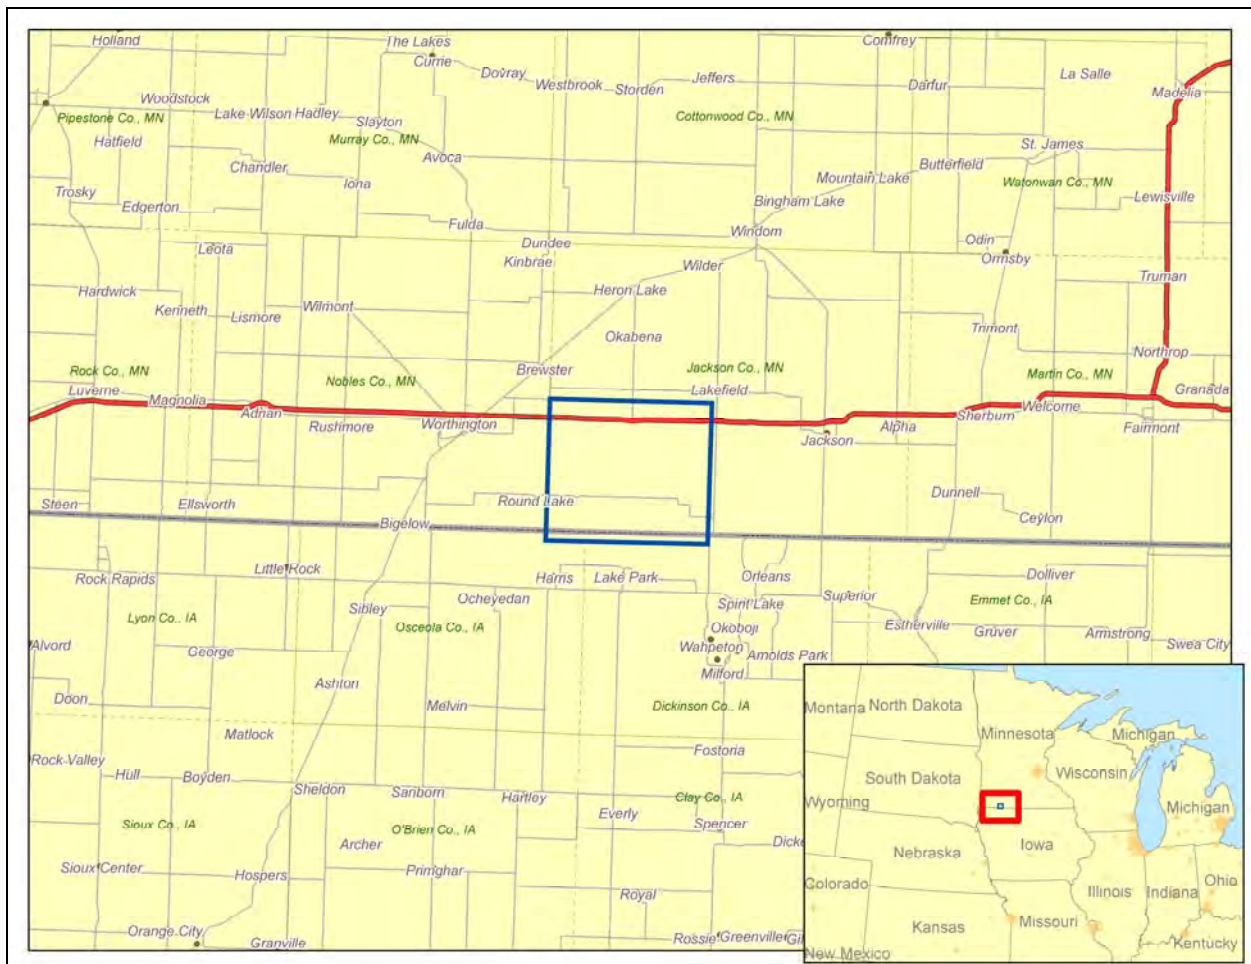 Holland
The Lakes
Currie
Comfrey
Dovray
Westbrook
Storden
Jeffers
Darfur
La Salle
Madelia
Woodstock
Lake Wilson
Hadley
Slayton
Pipestone Co., MN
Murray Co., MN
Cottonwood Co., MN
Hatfield
Avoca
St. James
Chandler
Iona
Butterfield
Mountain Lake
Watonwan Co., MN
Trosky
Edgerton
Bingham Lake
Lewisville
Fulda
Windom
Leota
Dundee
Kinbrae
Odin
Ormsby
Wilder
Truman
Hardwick
Heron Lake
Kenneth
Lismore
Wilmont
Okabena
Trimont
Northrop
Rock Co., MN
Nobles Co., MN
Brewster
Jackson Co., MN
Martin Co., MN
Luverne
Magnolia
Lakefield
Granada
Adrian
Rushmore
Worthington
Welcome
Sherburn
Alpha
Jackson
Fairmont
Steen
Ellsworth
Round Lake
Dunnell
Bigelow
Ceylon
Rock Rapids
Little Rock
Harris
Lake Park
Orleans
Dolliver
Lyon Co., IA
Sibley
Ocheyedan
Spirit Lake
Superior
Emmet Co., IA
Osceola Co., IA
Okoboji
Estherville
Gruver
Armstrong
Swea City
Alvord
George
Wahpeton
Arnolds Park
Milford
Doon
Ashton
Melvin
Dickinson Co., IA
Matlock
Fostoria
Rock Valley
Hull
Boyden
Sheldon
Sanborn
Hartley
Everly
Clay Co., IA
Spencer
Sioux Co., IA
O'Brien Co., IA
Archer
Dicke
Sioux Center
Hospers
Primghar
Royal
Orange City
Granville
Rossie
Greenville
Gil
Montana
North Dakota
Minnesota
Michigan
South Dakota
Wisconsin
Wyoming
Michigan
Nebraska
Iowa
Colorado
Illinois
Indiana
Ohio
Kansas
Missouri
Kentucky
New Mexico